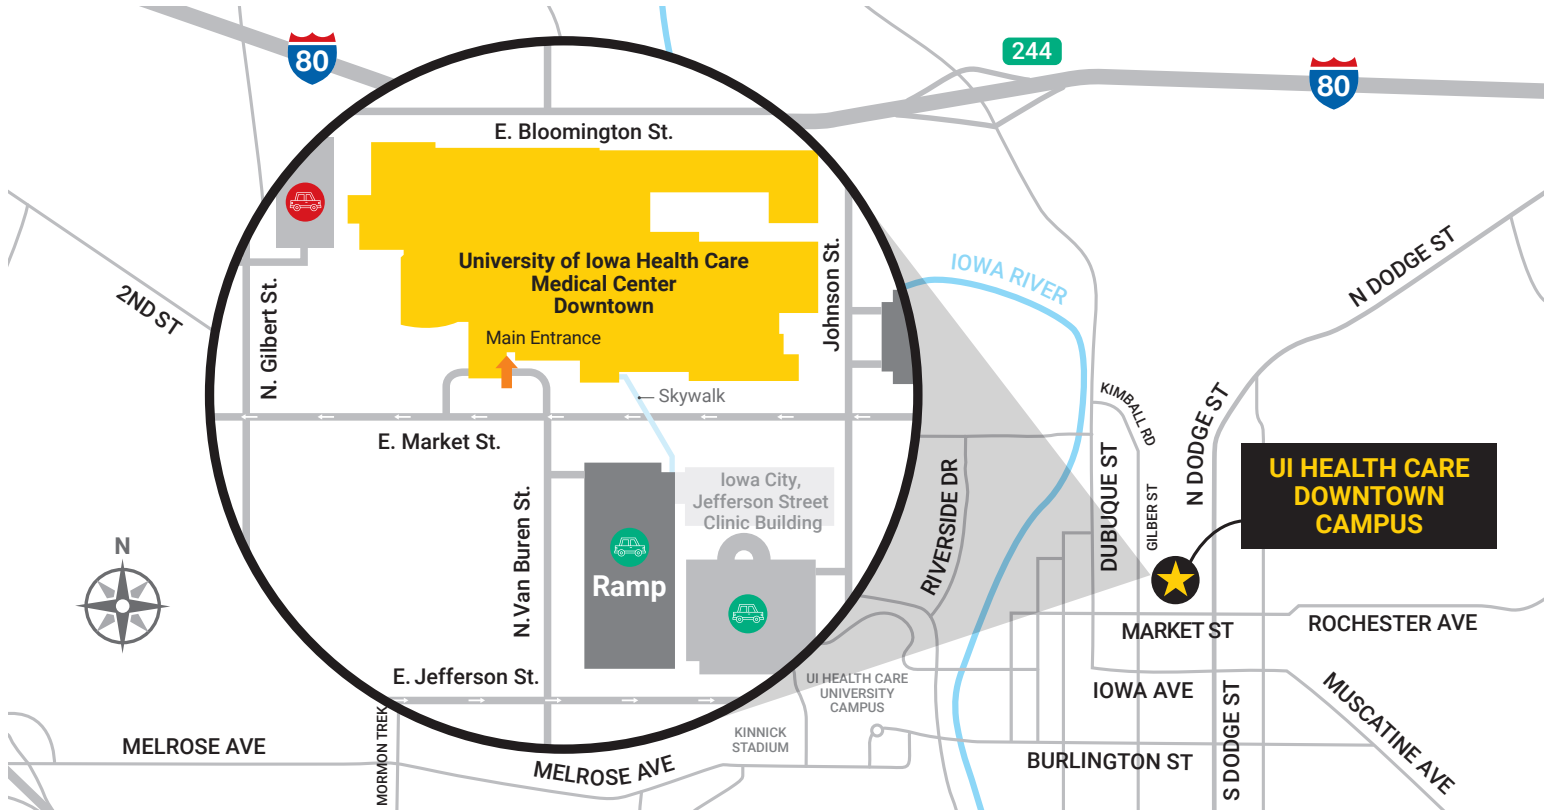 80
244
80
E. Bloomington St.
University of Iowa Health Care
Medical Center
Downtown
Main Entrance
N. Gilbert St.
Johnson St.
2ND ST
IOWA RIVER
N DODGE ST
Skywalk
E. Market St.
KIMBALL RD
N DODGE ST
UI HEALTH CARE
DOWNTOWN
CAMPUS
Iowa City,
Jefferson Street
Clinic Building
N.Van Buren St.
Ramp
RIVERSIDE DR
DUBUQUE ST
GILBER ST
N
MARKET ST
ROCHESTER AVE
E. Jefferson St.
UI HEALTH CARE
UNIVERSITY
CAMPUS
IOWA AVE
MUSCATINE AVE
S DODGE ST
MORMON TREK
MELROSE AVE
KINNICK
STADIUM
MELROSE AVE
BURLINGTON ST